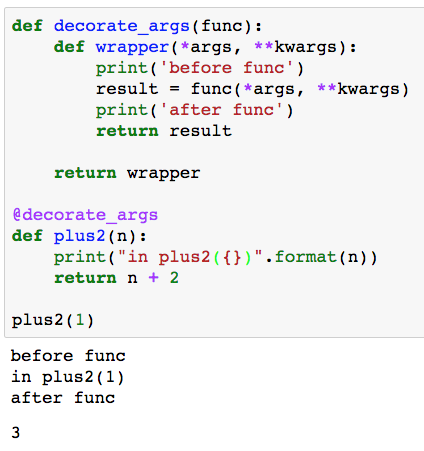 def decorate_args(func):
    def wrapper(*args, **kwargs):
        print('before func')
        result = func(*args, **kwargs)
        print('after func')
        return result

    return wrapper

@decorate_args
def plus2(n):
    print("in plus2({})".format(n))
    return n + 2

plus2(1)
before func
in plus2(1)
after func
3